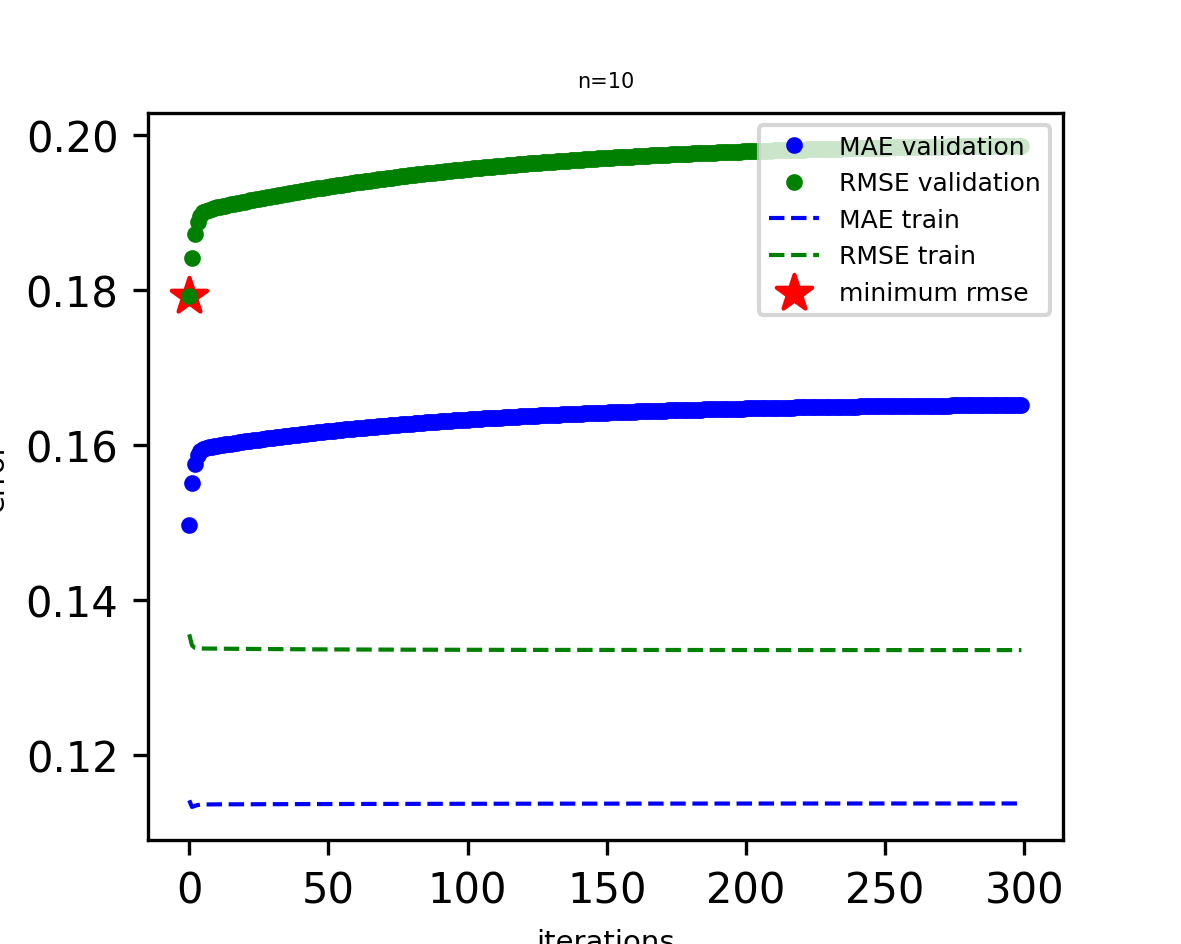 n=10
0.20
0.18
0.16
0.14
0.12
MAE validation
RMSE validation
MAE train
RMSE train
minimum rmse
0 50 100 150 200 250 300
iterations